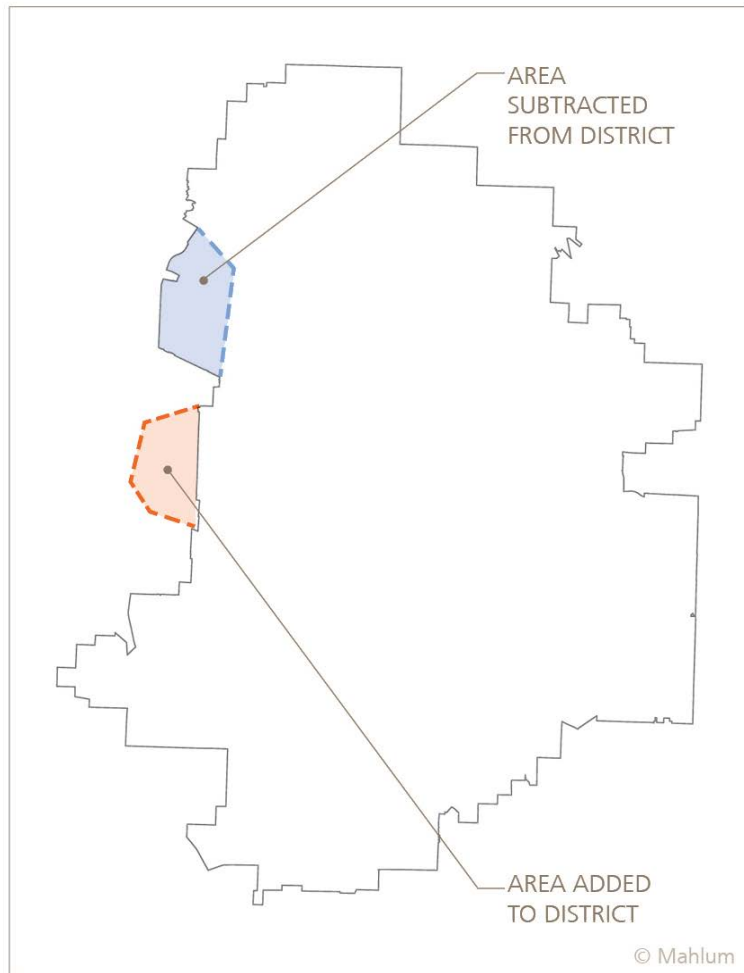 AREA
SUBTRACTED
FROM DISTRICT
AREA ADDED
TO DISTRICT
© Mahlum